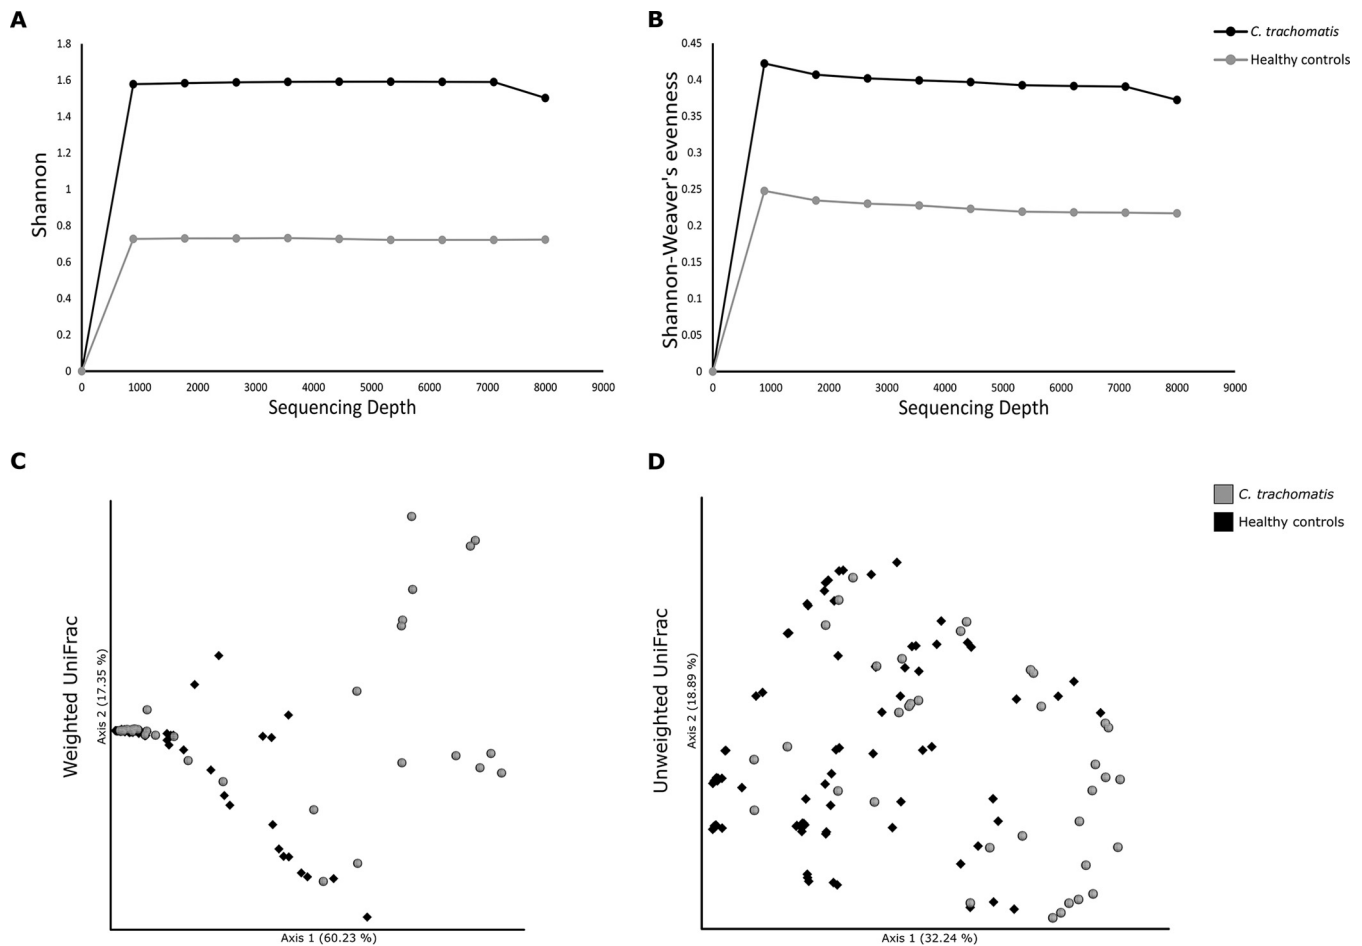 A
Shannon
1.8
1.6
1.4
1.2
1
0.8
0.6
0.4
0.2
0
0 1000 2000 3000 4000 5000 6000 7000 8000 9000
Sequencing Depth
B
Shannon-Weaver's evenness
0.45
0.4
0.35
0.3
0.25
0.2
0.15
0.1
0.05
0
0 1000 2000 3000 4000 5000 6000 7000 8000 9000
Sequencing Depth
C. trachomatis
Healthy controls
C
Weighted UniFrac
Axis 2 (17.35 %)
Axis 1 (60.23 %)
D
Unweighted UniFrac
Axis 2 (18.89 %)
Axis 1 (32.24 %)
C. trachomatis
Healthy controls